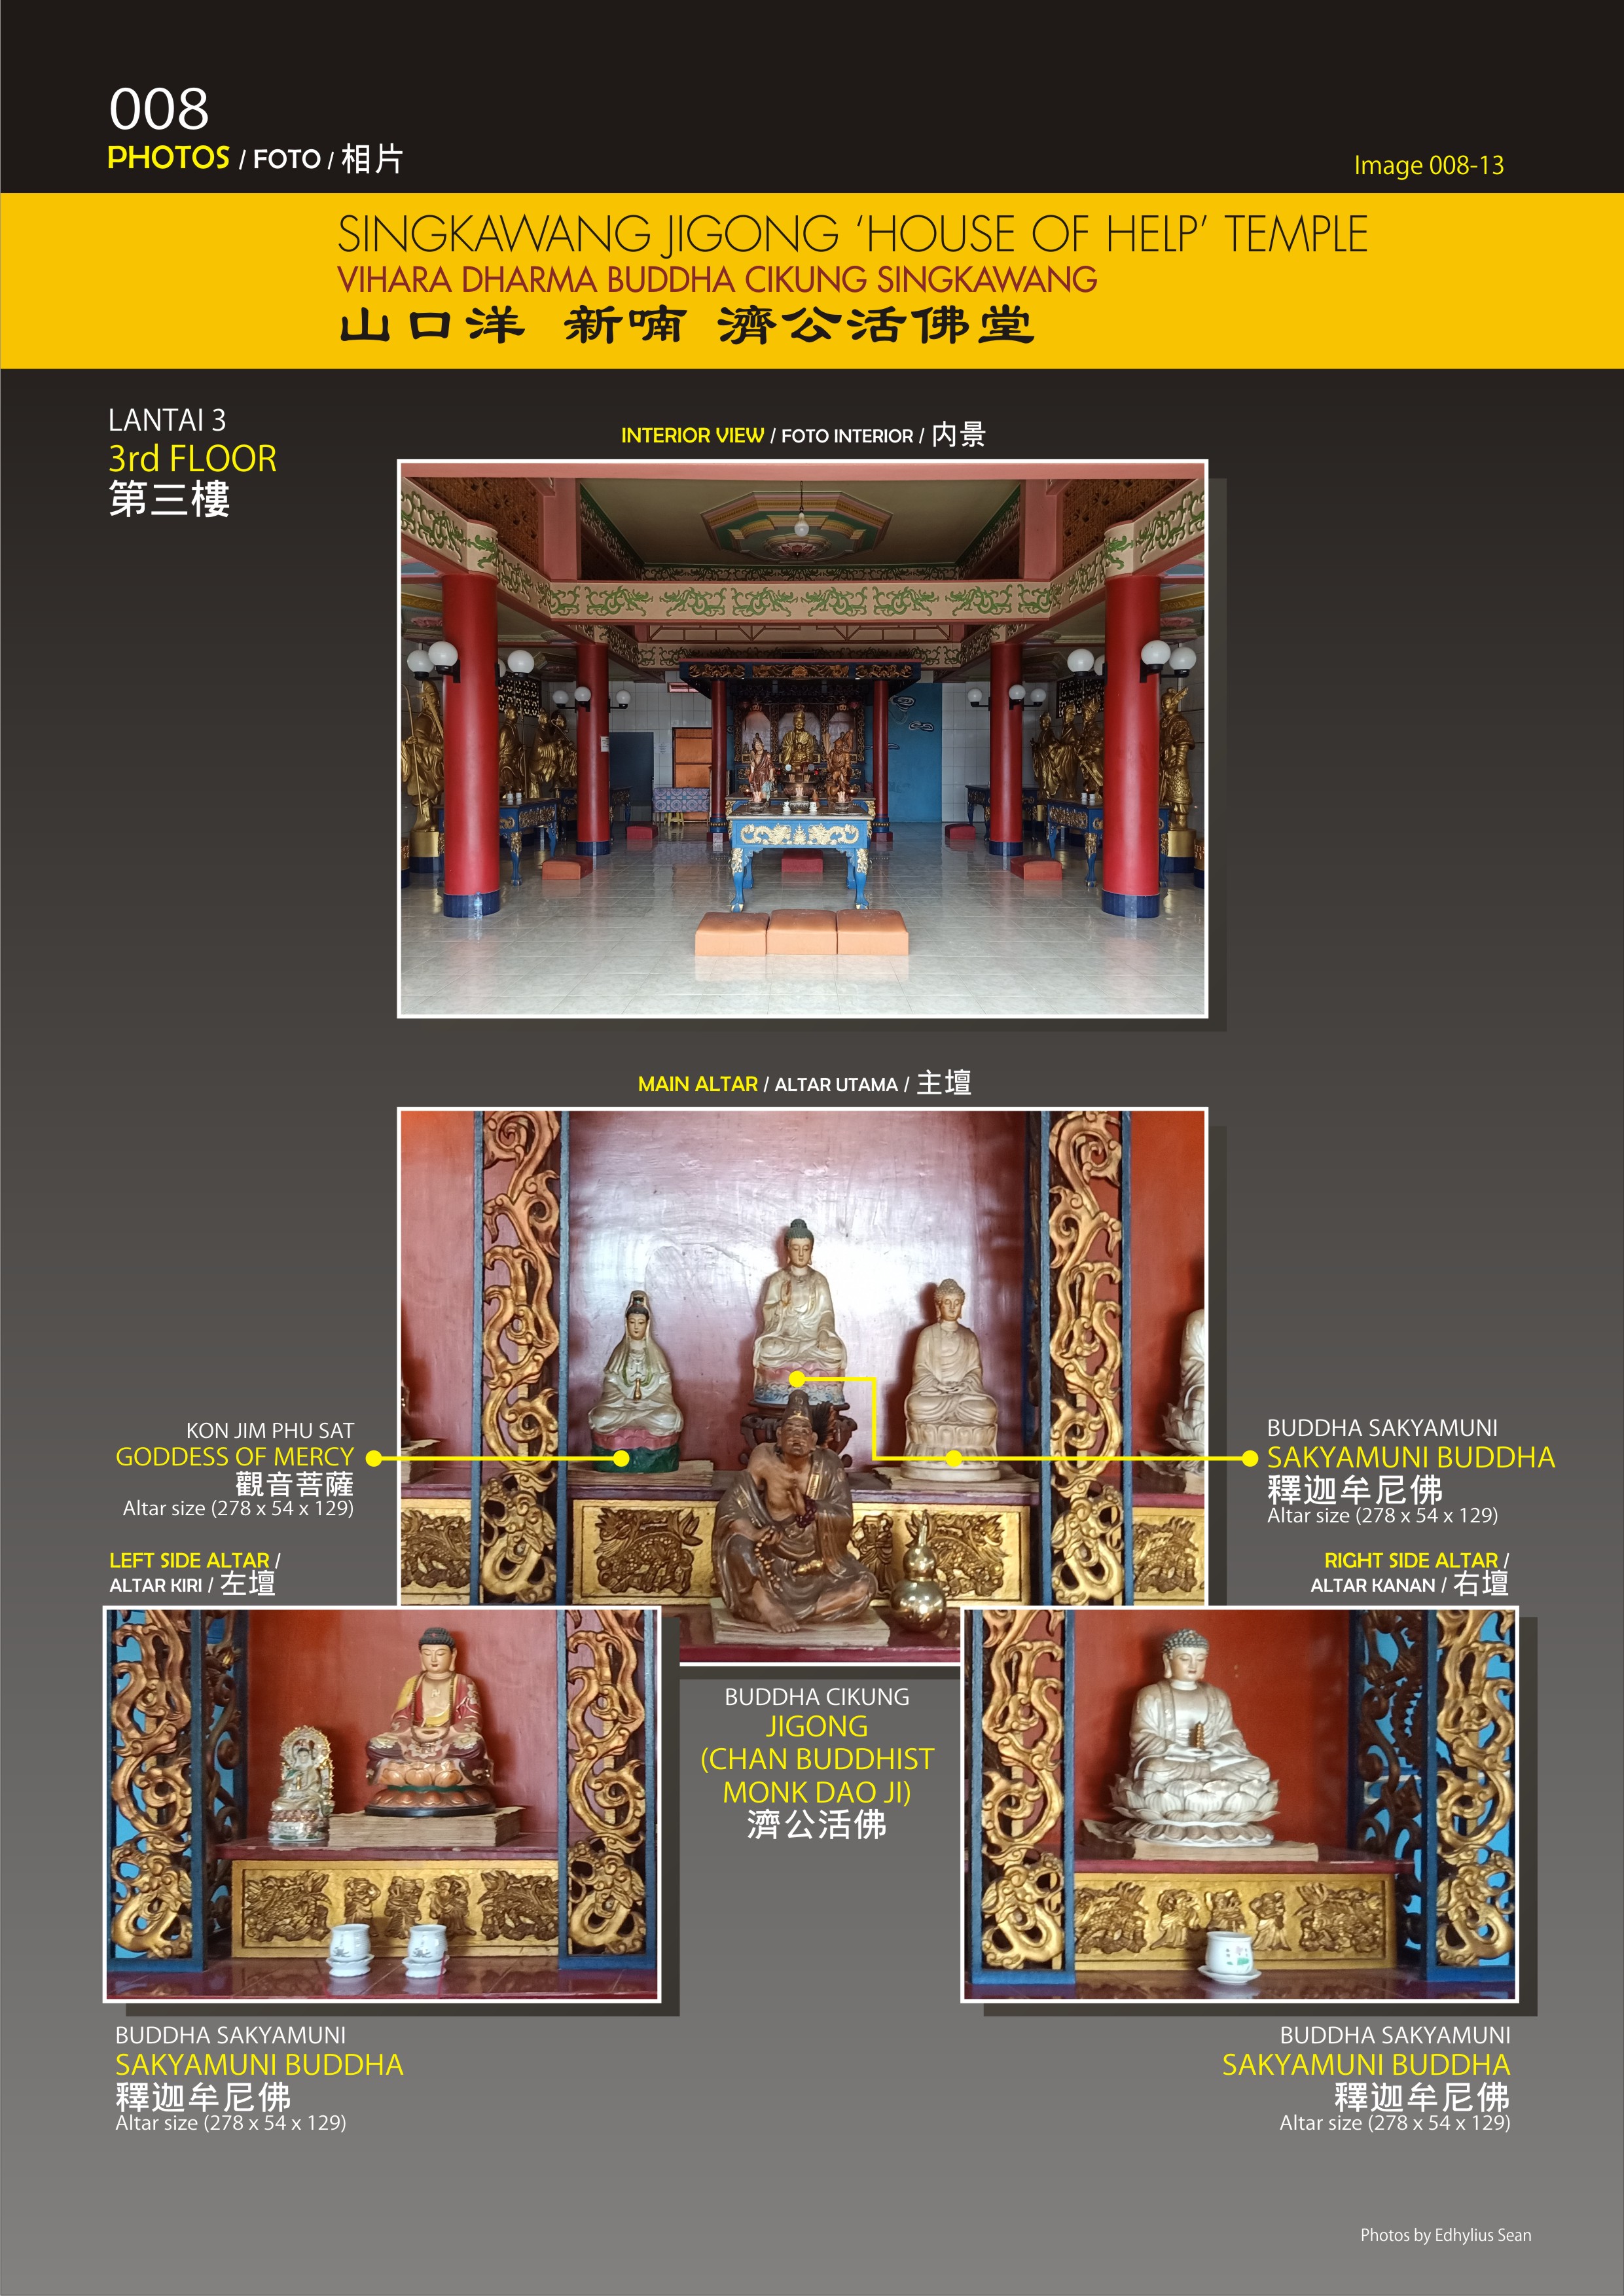 008
PHOTOS / FOTO / 相片
Image 008-13
SINGKAWANG JIGONG ‘HOUSE OF HELP’ TEMPLE
VIHARA DHARMA BUDDHA CIKUNG SINGKAWANG
山口洋 新喃 濟公活佛堂
LANTAI 3
3rd FLOOR
第三樓
INTERIOR VIEW / FOTO INTERIOR / 内景
MAIN ALTAR / ALTAR UTAMA / 主壇
KON JIM PHU SAT
GODDESS OF MERCY
觀音菩薩
Altar size (278 x 54 x 129)
BUDDHA SAKYAMUNI
SAKYAMUNI BUDDHA
釋迦牟尼佛
Altar size (278 x 54 x 129)
LEFT SIDE ALTAR /
ALTAR KIRI / 左壇
RIGHT SIDE ALTAR /
ALTAR KANAN / 右壇
BUDDHA CIKUNG
JIGONG
(CHAN BUDDHIST
MONK DAO JI)
濟公活佛
BUDDHA SAKYAMUNI
SAKYAMUNI BUDDHA
釋迦牟尼佛
Altar size (278 x 54 x 129)
BUDDHA SAKYAMUNI
SAKYAMUNI BUDDHA
釋迦牟尼佛
Altar size (278 x 54 x 129)
Photos by Edhylius Sean